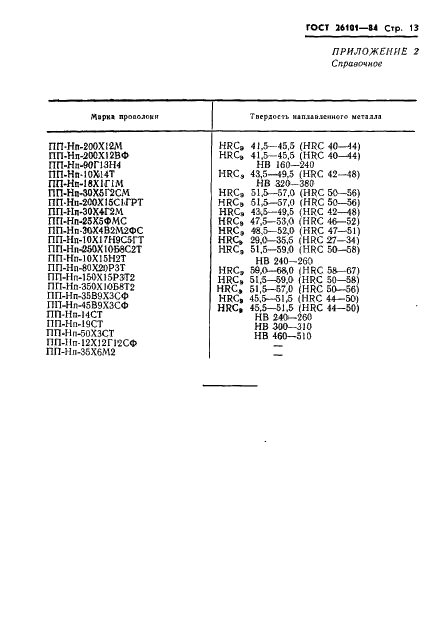 ГОСТ 26101—84 Стр. 13
ПРИЛОЖЕНИЕ 2
Справочное
Марка проволоки Твердость наплавленного металла
ПП-Нп-200Х12М HRCэ 41,5—45,5 (HRC 40—44)
ПП-Нп-200Х12ВФ HRCэ 41,5—45,5 (HRC 40—44)
ПП-Нп-90Г13Н4 НВ 160—240
ПП-Нп-10Х14Т HRCэ 43,5—49,5 (HRC 42—48)
ПП-Нп-18Х1Г1М НВ 320—380
ПП-Нп-30Х5Г2СМ HRCэ 51,5—57,0 (HRC 50—56)
ПП-Нп-200Х15С1ГРТ HRCэ 51,5—57,0 (HRC 50—56)
ПП-Нп-30Х4Г2М HRCэ 43,5—49,5 (HRC 42—48)
ПП-Нп-25Х5ФМС HRCэ 47,5—53,0 (HRC 46—52)
ПП-Нп-30Х4В2М2ФС HRCэ 48,5—52,0 (HRC 47—51)
ПП-Нп-10Х17Н9С5ГТ HRCэ 29,0—35,5 (HRC 27—34)
ПП-Нп-250Х10Б8С2Т HRCэ 51,5—59,0 (HRC 50—58)
ПП-Нп-10Х15Н2Т НВ 240—260
ПП-Нп-80Х20Р3Т HRCэ 59,0—68,0 (HRC 58—67)
ПП-Нп-150Х15Р3Т2 HRCэ 51,5—59,0 (HRC 50—58)
ПП-Нп-350Х10Б8Т2 HRCэ 51,5—57,0 (HRC 50—56)
ПП-Нп-35В9Х3СФ HRCэ 45,5—51,5 (HRC 44—50)
ПП-Нп-45В9Х3СФ HRCэ 45,5—51,5 (HRC 44—50)
ПП-Нп-14СТ НВ 240—260
ПП-Нп-19СТ НВ 300—310
ПП-Нп-50Х3СТ НВ 460—510
ПП-Нп-12Х12Г12СФ —
ПП-Нп-35Х6М2 —